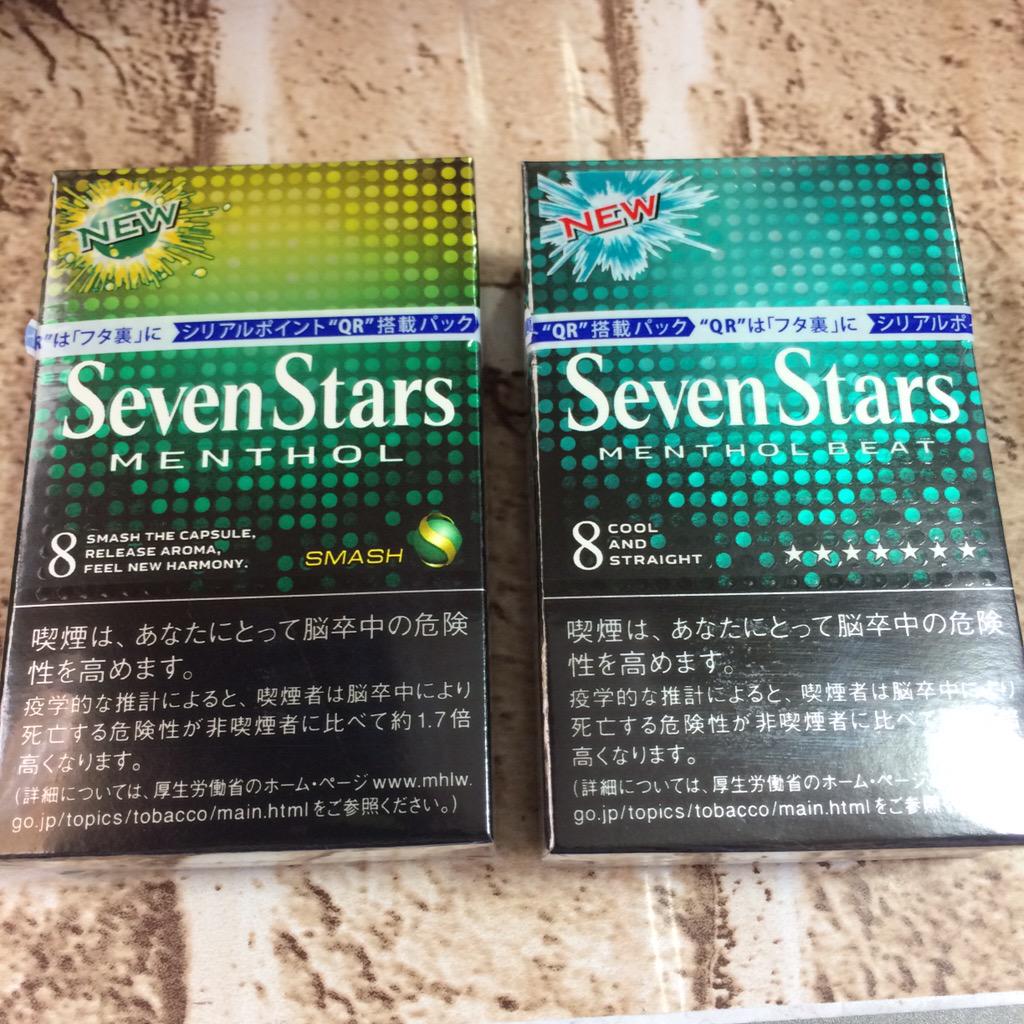 NEW
R"は「フタ裏」に シリアルポイント"QR"搭載パック
SevenStars
MENTHOL
8
SMASH THE CAPSULE,
RELEASE AROMA,
FEEL NEW HARMONY.
SMASH
喫煙は、あなたにとって脳卒中の危険
性を高めます。
疫学的な推計によると、喫煙者は脳卒中により
死亡する危険性が非喫煙者に比べて約1.7倍
高くなります。
(詳細については、厚生労働省のホーム・ページwww.mhlw.
go.jp/topics/tobacco/main.htmlをご参照ください。)
NEW
"QR"搭載パック "QR"は「フタ裏」に シリアルポ
SevenStars
MENTHOL BEAT
8
COOL
AND
STRAIGHT
喫煙は、あなたにとって脳卒中の危険
性を高めます。
疫学的な推計によると、喫煙者は脳卒中に り
死亡する危険性が非喫煙者に比べて
高くなります。
(詳細については、厚生労働省のホーム・ページ
go.jp/topics/tobacco/main.htmlをご参照